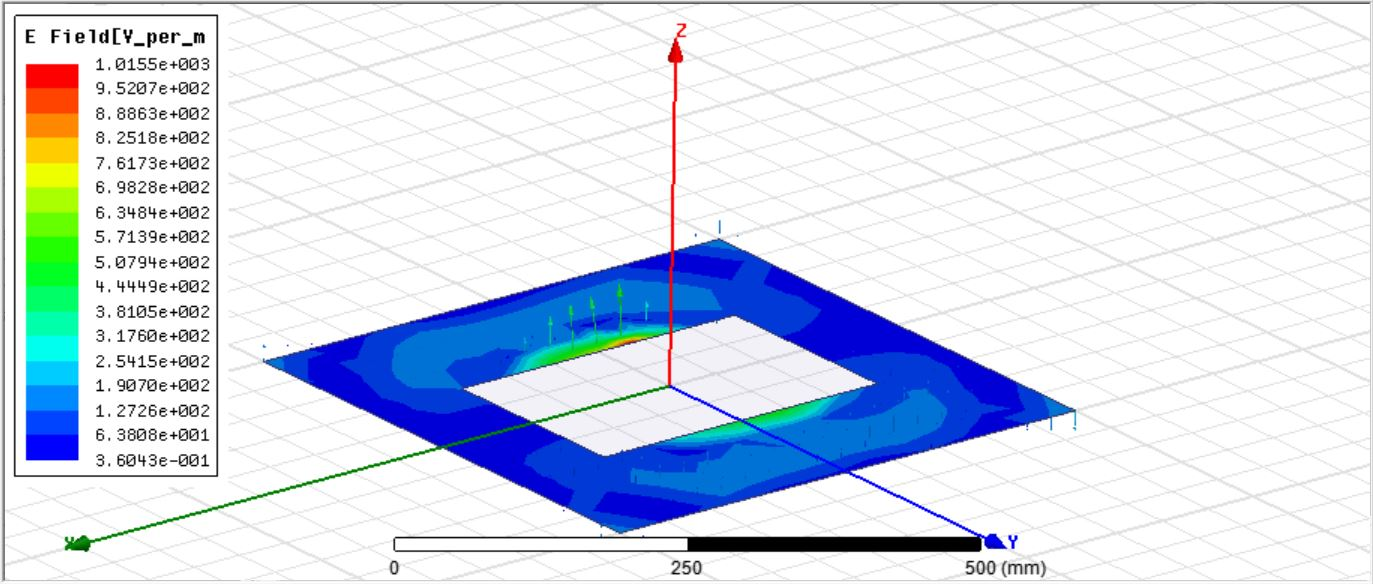 E Field[V_per_m
1.0155e+003
9.5207e+002
8.8863e+002
8.2518e+002
7.6173e+002
6.9828e+002
6.3484e+002
5.7139e+002
5.0794e+002
4.4449e+002
3.8105e+002
3.1760e+002
2.5415e+002
1.9070e+002
1.2726e+002
6.3808e+001
3.6043e-001
Z
X
Y
0
250
500 (mm)